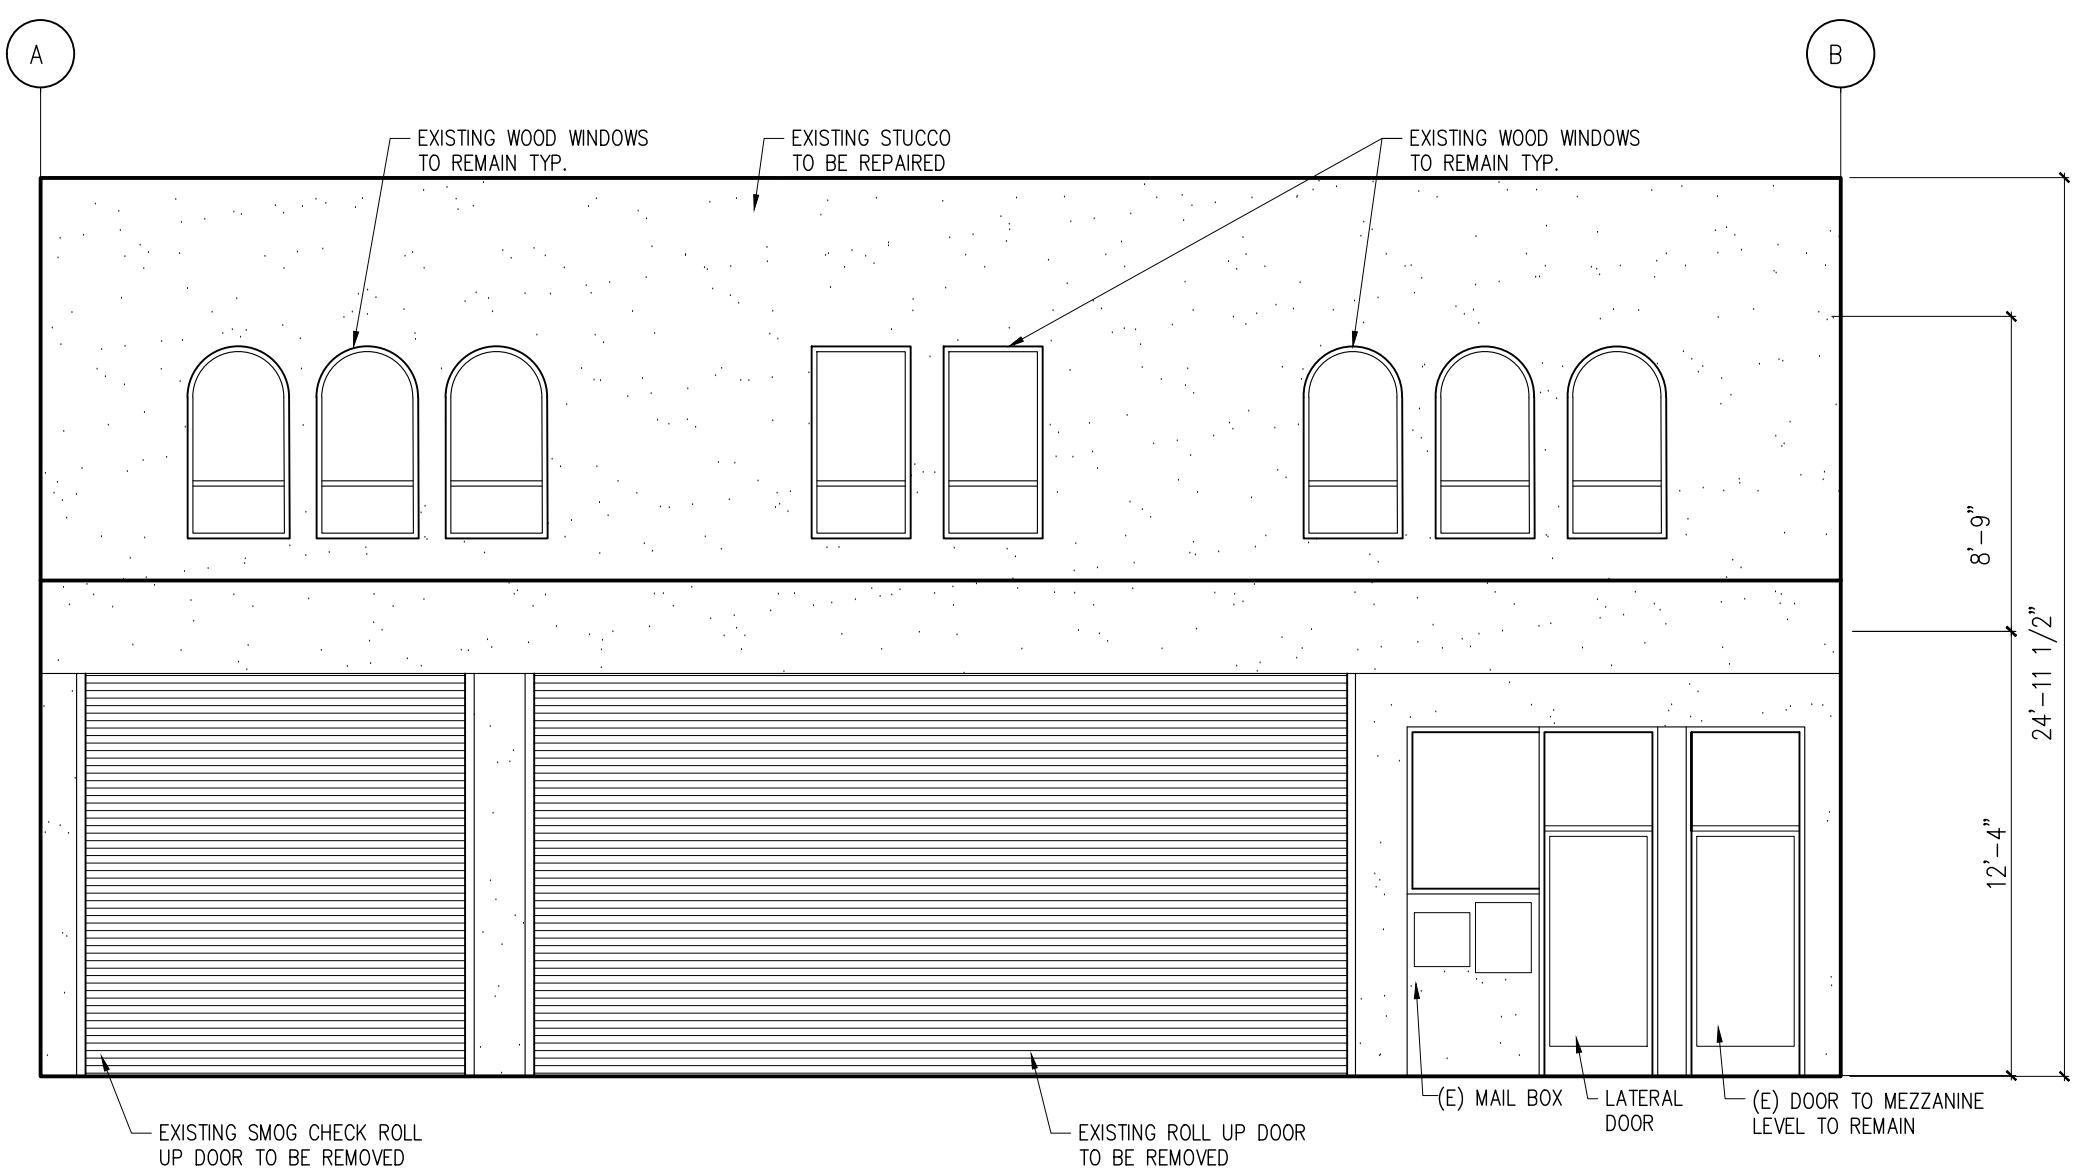 A
B
EXISTING WOOD WINDOWS
TO REMAIN TYP.
EXISTING STUCCO
TO BE REPAIRED
EXISTING WOOD WINDOWS
TO REMAIN TYP.
8'-9"
24'-11 1/2"
12'-4"
(E) MAIL BOX
LATERAL
DOOR
(E) DOOR TO MEZZANINE
LEVEL TO REMAIN
EXISTING SMOG CHECK ROLL
UP DOOR TO BE REMOVED
EXISTING ROLL UP DOOR
TO BE REMOVED